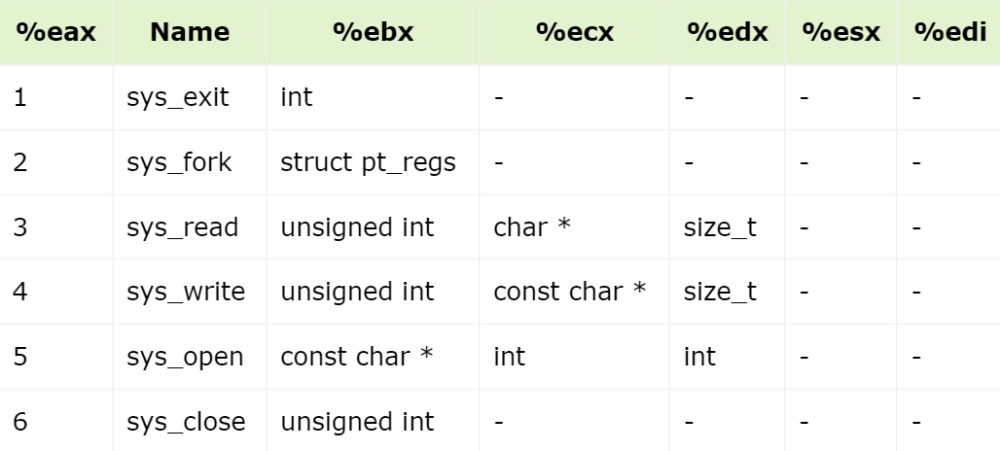 %eax Name %ebx %ecx %edx %esx %edi
1 sys_exit int - - - -
2 sys_fork struct pt_regs - - - -
3 sys_read unsigned int char * size_t - -
4 sys_write unsigned int const char * size_t - -
5 sys_open const char * int int - -
6 sys_close unsigned int - - - -